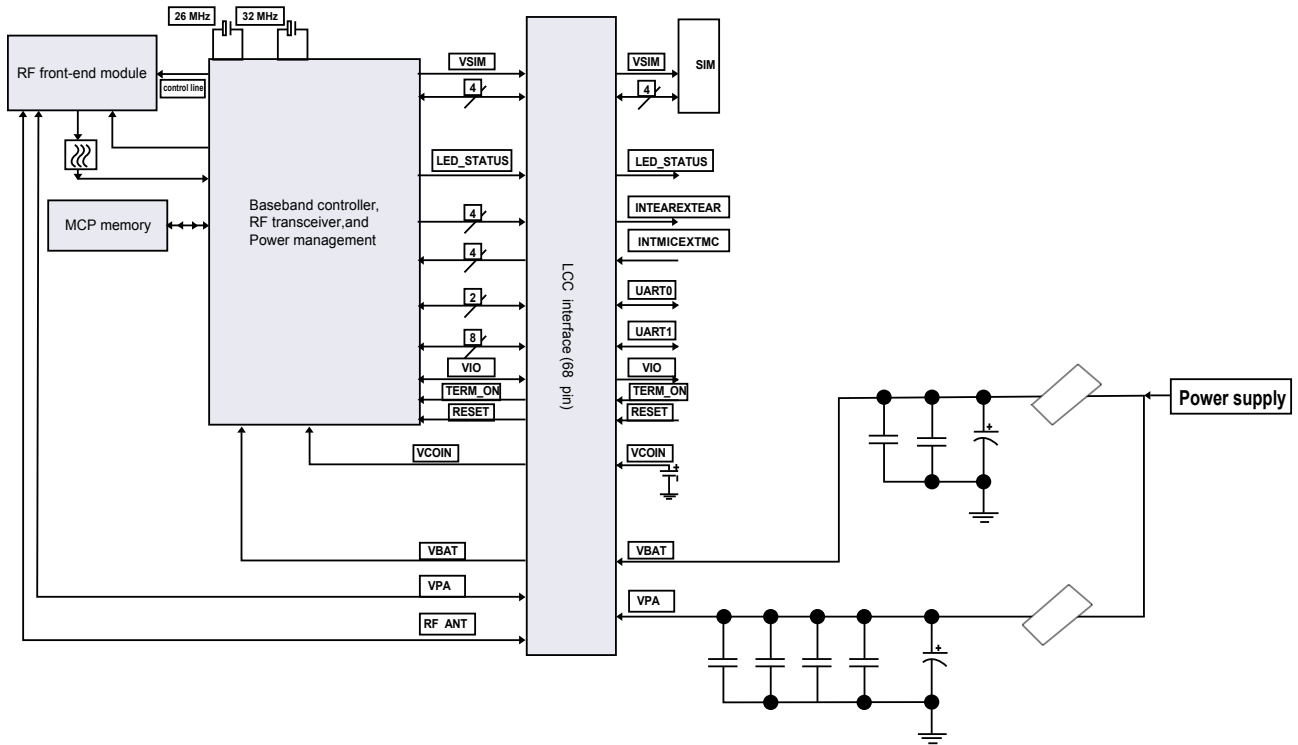 26 MHz
32 MHz
RF front-end module
control line
MCP memory
Baseband controller,
RF transceiver,and
Power management
VSIM
4
LED_STATUS
4
4
2
8
VIO
TERM_ON
RESET
VCOIN
VBAT
VPA
RF ANT
LCC interface (68 pin)
VSIM
4
SIM
LED_STATUS
INTEAREXTEAR
INTMICEXTMC
UART0
UART1
VIO
TERM_ON
RESET
VCOIN
+
VBAT
VPA
+
+
Power supply